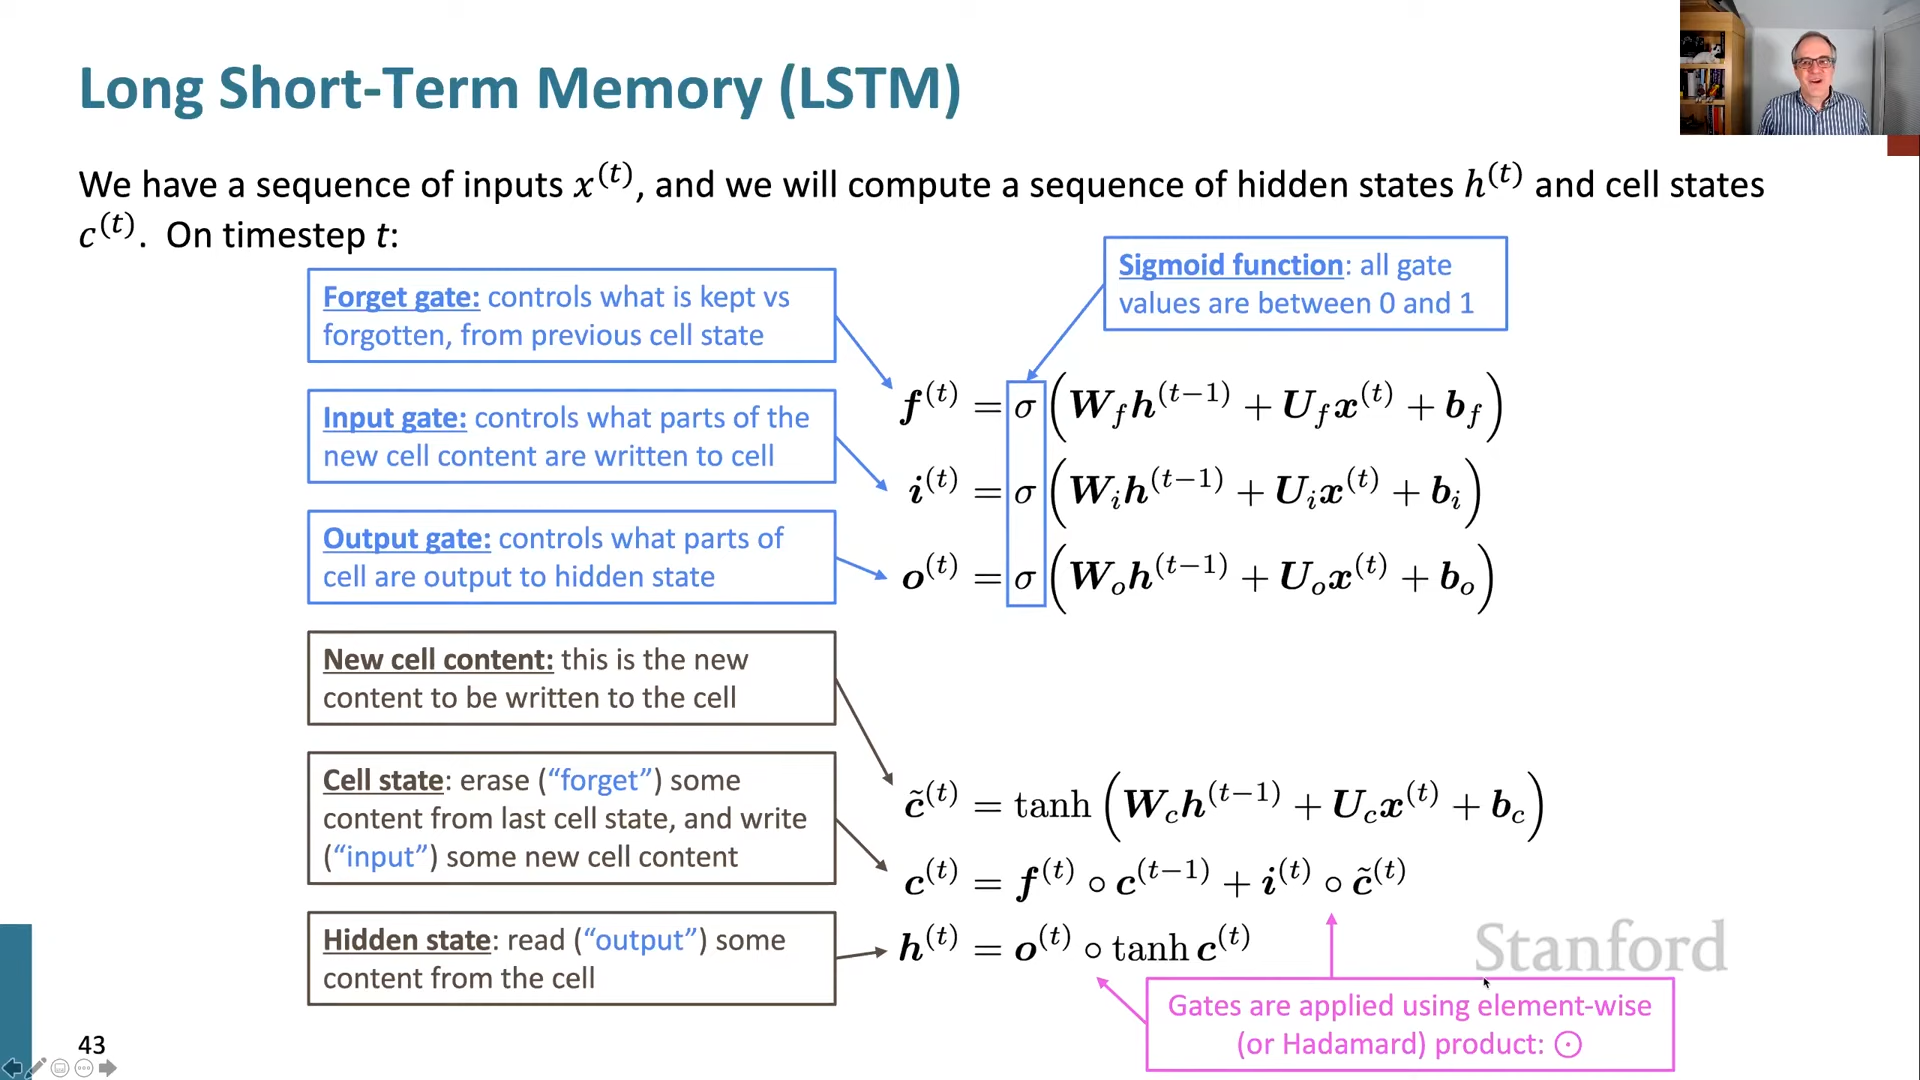 Long Short-Term Memory (LSTM)
We have a sequence of inputs x^(t), and we will compute a sequence of hidden states h^(t) and cell states
c^(t). On timestep t:
Sigmoid function: all gate
values are between 0 and 1
Forget gate: controls what is kept vs
forgotten, from previous cell state
f^(t) = σ(W_f h^(t−1) + U_f x^(t) + b_f)
Input gate: controls what parts of the
new cell content are written to cell
i^(t) = σ(W_i h^(t−1) + U_i x^(t) + b_i)
Output gate: controls what parts of
cell are output to hidden state
o^(t) = σ(W_o h^(t−1) + U_o x^(t) + b_o)
New cell content: this is the new
content to be written to the cell
c̃^(t) = tanh(W_c h^(t−1) + U_c x^(t) + b_c)
Cell state: erase (“forget”) some
content from last cell state, and write
(“input”) some new cell content
c^(t) = f^(t) ∘ c^(t−1) + i^(t) ∘ c̃^(t)
Hidden state: read (“output”) some
content from the cell
h^(t) = o^(t) ∘ tanh c^(t)
Stanford
Gates are applied using element-wise
(or Hadamard) product: ⊙
43